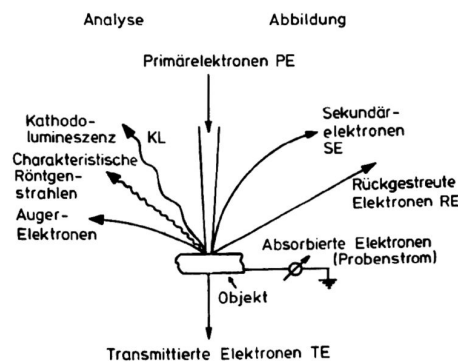 Analyse
Abbildung
Primärelektronen PE
Kathodo-
lumineszenz
KL
Charakteristische
Röntgen-
strahlen
Auger-
Elektronen
Sekundär-
elektronen
SE
Rückgestreute
Elektronen RE
Absorbierte Elektronen
(Probenstrom)
Objekt
Transmittierte Elektronen TE